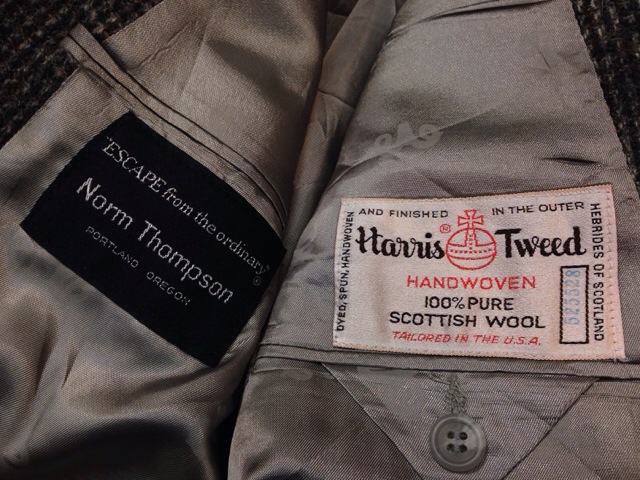 "ESCAPE from the ordinary"®
Norm Thompson
PORTLAND OREGON
DYED, SPUN, HANDWOVEN
AND FINISHED IN THE OUTER
HEBRIDES OF SCOTLAND
Harris® Tweed
HANDWOVEN
100% PURE
SCOTTISH WOOL
TAILORED IN THE U.S.A.
525528